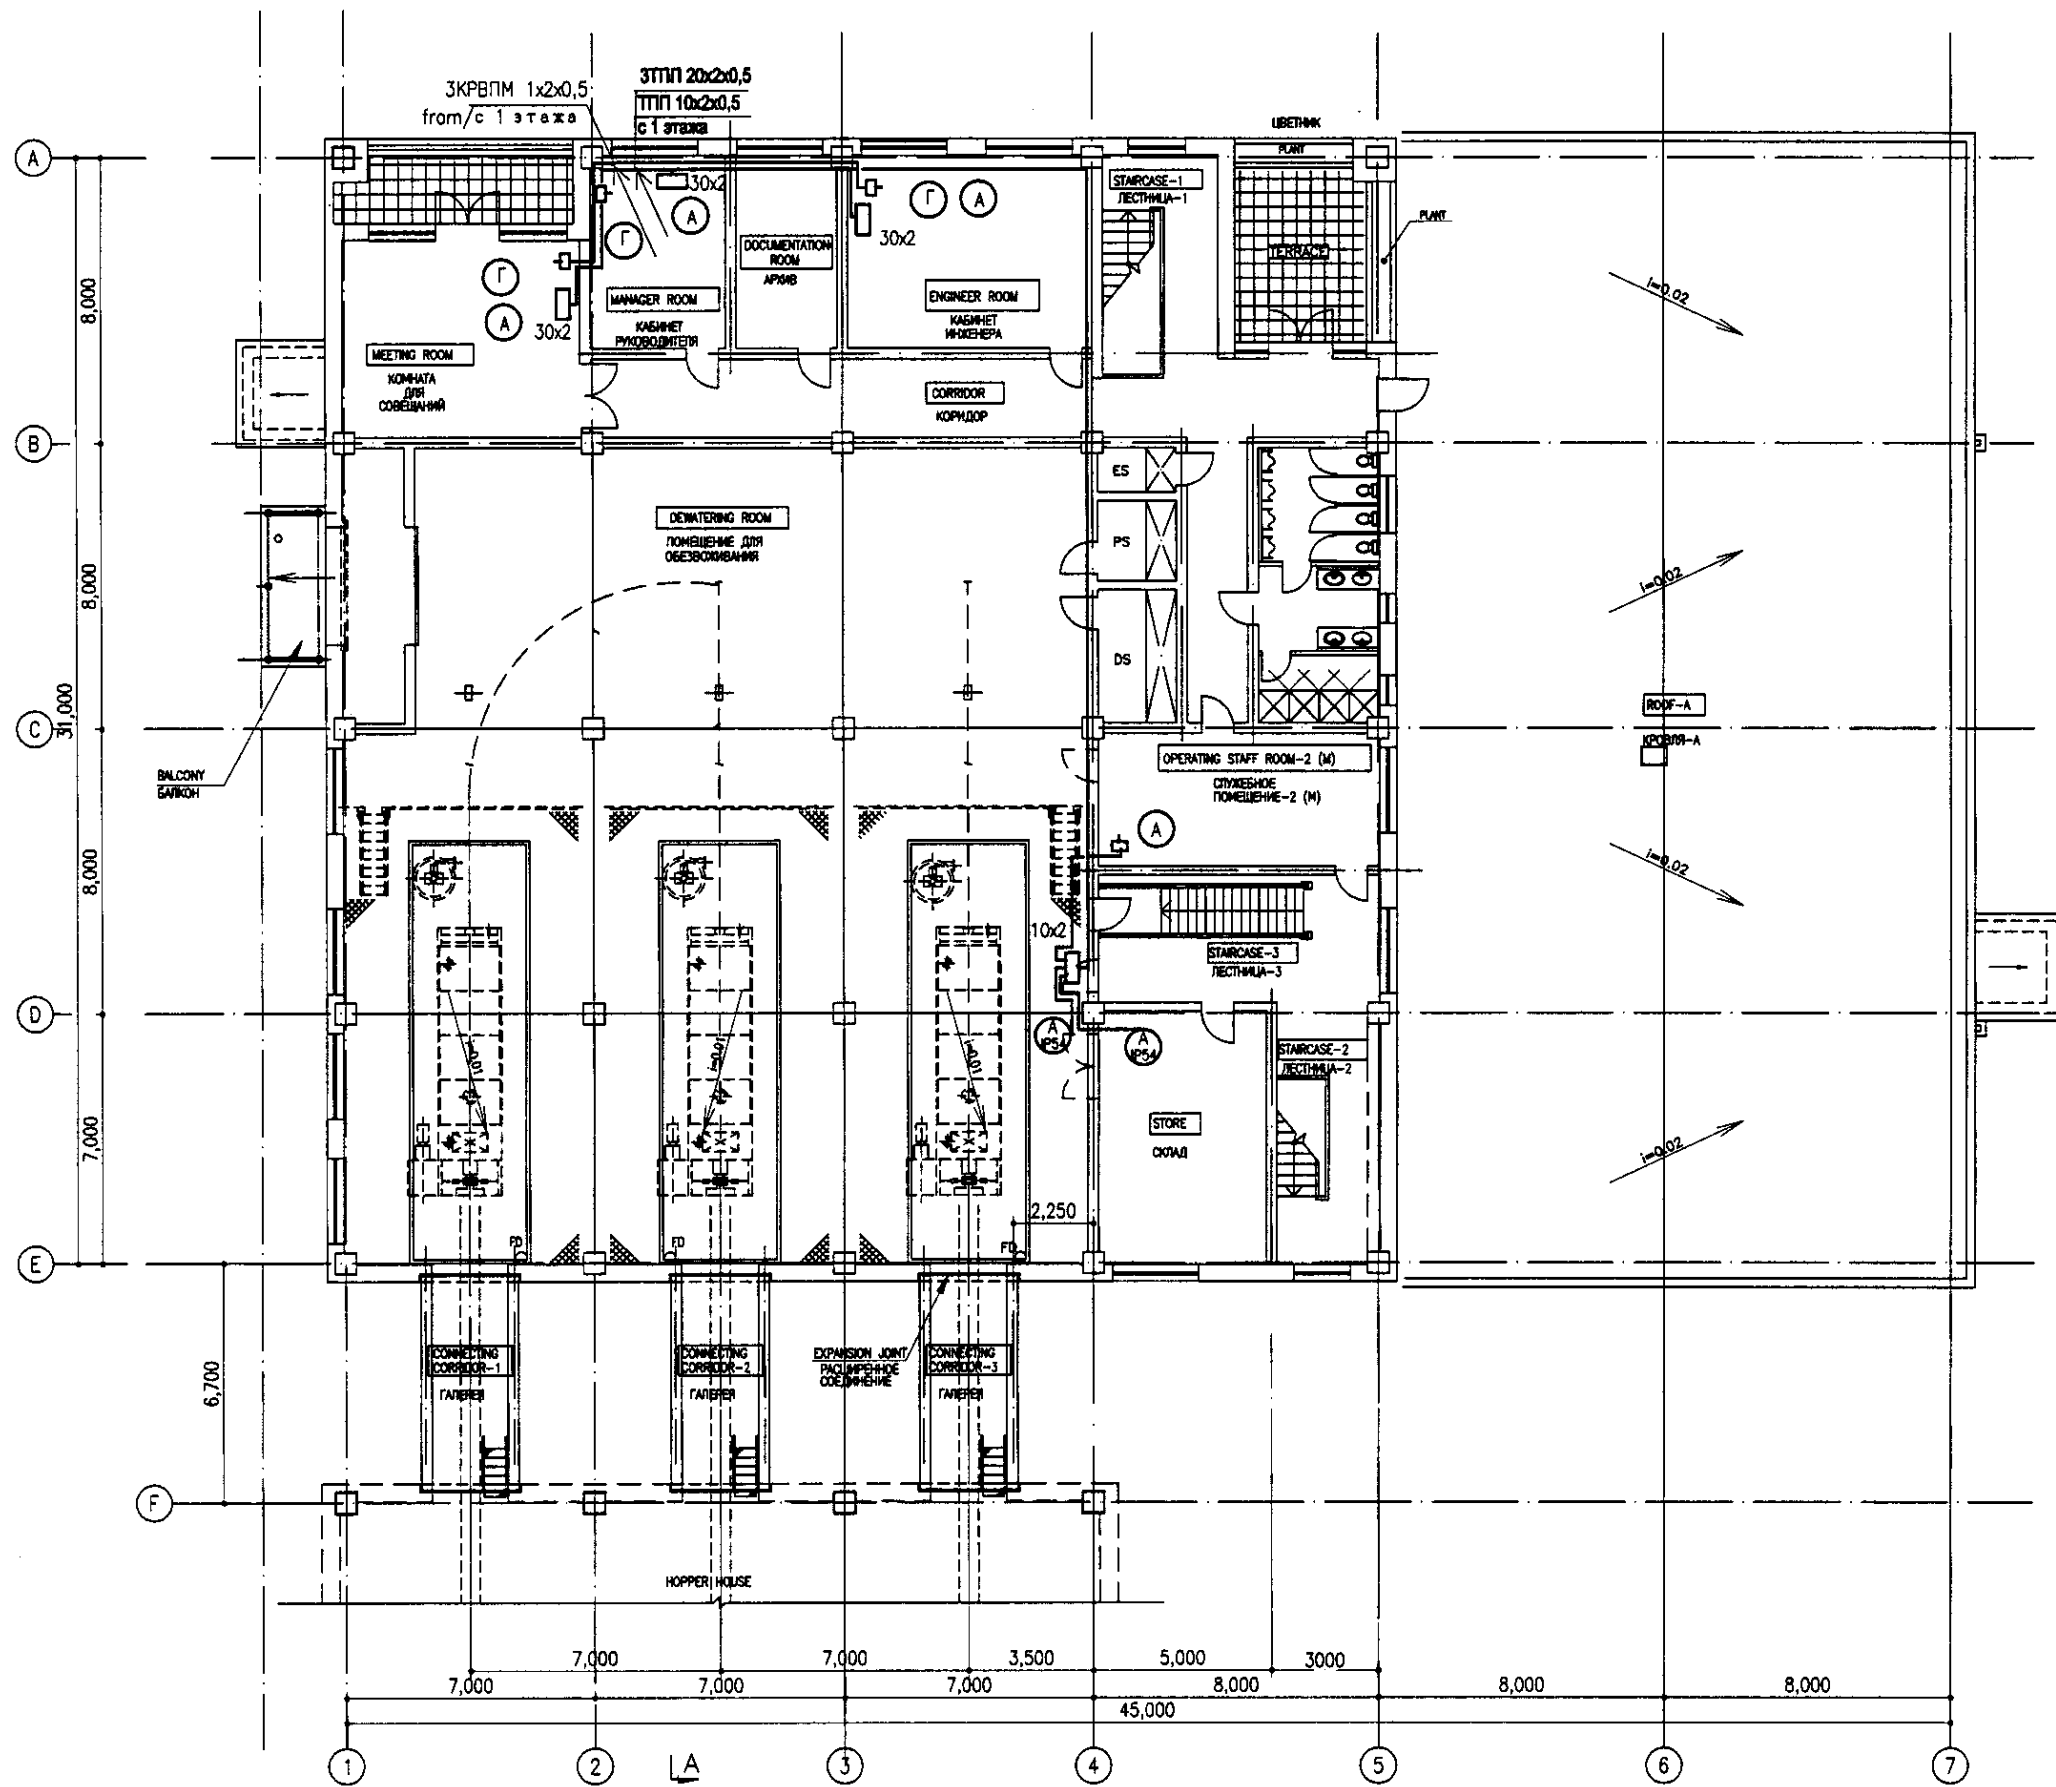 3КРВПМ 1x2x0,5
from/с 1 этажа
3ТПП 20x2x0,5
ТПП 10x2x0,5
с 1 этажа
ЦВЕТНИК
PLANT
A
30x2
Г
А
Г
А
30x2
STAIRCASE-1
ЛЕСТНИЦА-1
PLANT
TERRACE
DOCUMENTATION
ROOM
АРХИВ
Г
А
30x2
MANAGER ROOM
КАБИНЕТ
РУКОВОДИТЕЛЯ
ENGINEER ROOM
КАБИНЕТ
ИНЖЕНЕРА
i=0.02
8,000
MEETING ROOM
КОМНАТА
ДЛЯ
СОВЕЩАНИЙ
CORRIDOR
КОРИДОР
B
ES
DEWATERING ROOM
ПОМЕЩЕНИЕ ДЛЯ
ОБЕЗВОЖИВАНИЯ
PS
i=0.02
8,000
DS
31,000
C
ROOF-A
КРОВЛЯ-А
BALCONY
БАЛКОН
OPERATING STAFF ROOM-2 (M)
СЛУЖЕБНОЕ
ПОМЕЩЕНИЕ-2 (М)
А
i=0.02
8,000
10x2
STAIRCASE-3
ЛЕСТНИЦА-3
D
А
IP54
А
IP54
STAIRCASE-2
ЛЕСТНИЦА-2
i=0.01
i=0.01
i=0.01
STORE
СКЛАД
i=0.02
7,000
2,250
FD
FD
FD
E
CONNECTING
CORRIDOR-1
ГАЛЕРЕЯ
CONNECTING
CORRIDOR-2
ГАЛЕРЕЯ
EXPANSION JOINT
РАСШИРЕННОЕ
СОЕДИНЕНИЕ
CONNECTING
CORRIDOR-3
ГАЛЕРЕЯ
6,700
F
HOPPER HOUSE
7,000 7,000 3,500 5,000 3000
7,000 7,000 7,000 8,000 8,000 8,000
45,000
1 2 A 3 4 5 6 7